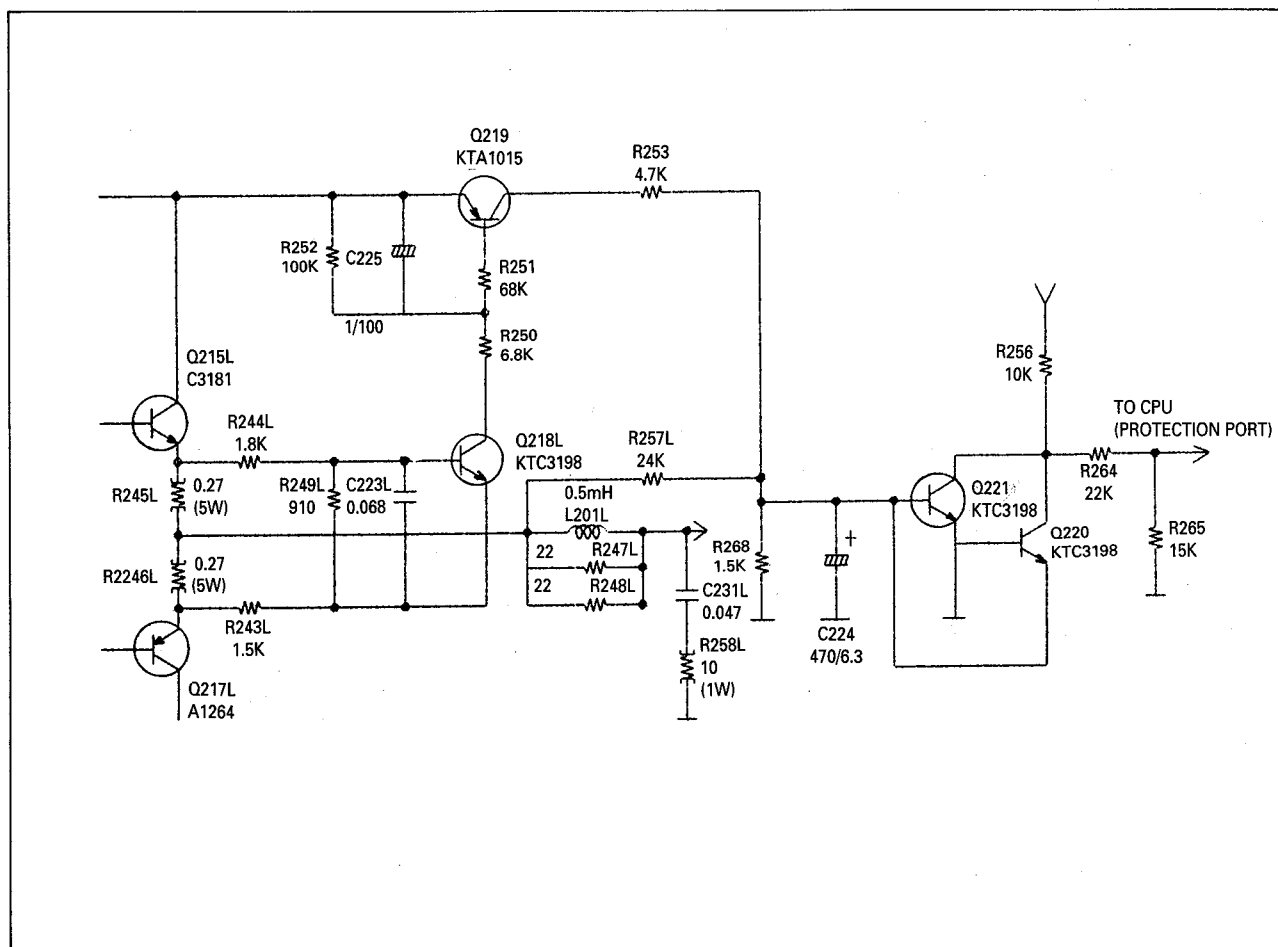 Q219
KTA1015
R253
4.7K
R252
100K
C225
R251
68K
1/100
R250
6.8K
R256
10K
Q215L
C3181
TO CPU
(PROTECTION PORT)
R244L
1.8K
Q218L
KTC3198
R257L
24K
R264
22K
R245L
0.27
(5W)
R249L
910
C223L
0.068
0.5mH
L201L
Q221
KTC3198
Q220
KTC3198
R265
15K
R2246L
0.27
(5W)
22
R247L
22
R248L
R268
1.5K
+
C231L
0.047
R243L
1.5K
C224
470/6.3
R258L
10
(1W)
Q217L
A1264